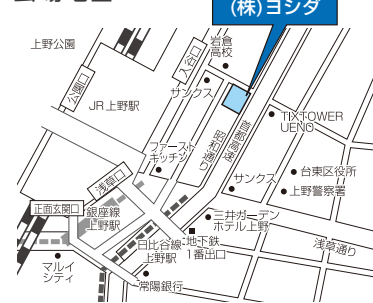 (株)ヨシダ
上野公園
岩倉
高校
入谷口
公園口
サンクス
JR上野駅
TIXTOWER
UENO
首都高速
昭和通り
ファースト
キッチン
サンクス
台東区役所
上野警察署
浅草口
正面玄関口
銀座線
上野駅
三井ガーデン
ホテル上野
浅草通り
日比谷線
上野駅
地下鉄
1番出口
マルイ
シティ
常陽銀行